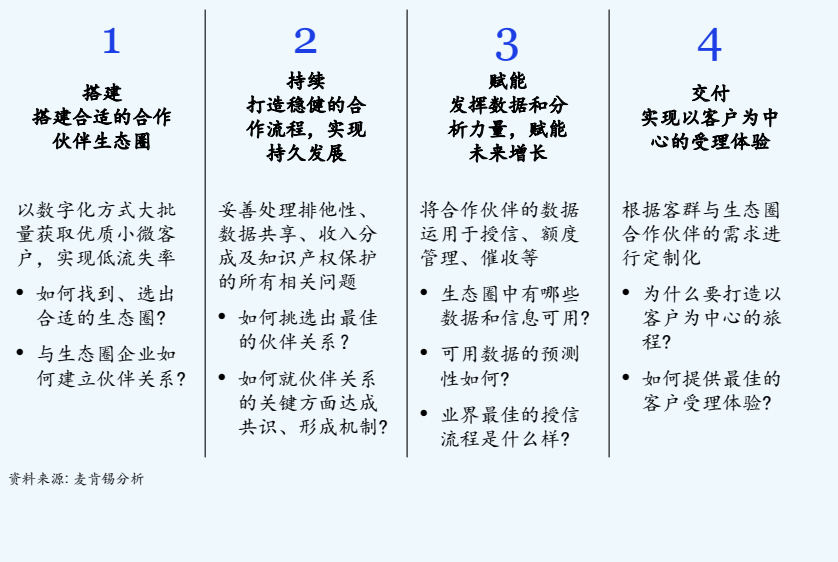 1
搭建
搭建合适的合作
伙伴生态圈
以数字化方式大批
量获取优质小微客
户，实现低流失率
• 如何找到、选出
合适的生态圈?
• 与生态圈企业如
何建立伙伴关系?
2
持续
打造稳健的合
作流程，实现
持久发展
妥善处理排他性、
数据共享、收入分
成及知识产权保护
的所有相关问题
• 如何挑选出最佳
的伙伴关系？
• 如何就伙伴关系
的关键方面达成
共识、形成机制?
3
赋能
发挥数据和分
析力量，赋能
未来增长
将合作伙伴的数据
运用于授信、额度
管理、催收等
• 生态圈中有哪些
数据和信息可用?
• 可用数据的预测
性如何?
• 业界最佳的授信
流程是什么样?
4
交付
实现以客户为中
心的受理体验
根据客群与生态圈
合作伙伴的需求进
行定制化
• 为什么要打造以
客户为中心的旅
程?
• 如何提供最佳的
客户受理体验?
资料来源: 麦肯锡分析